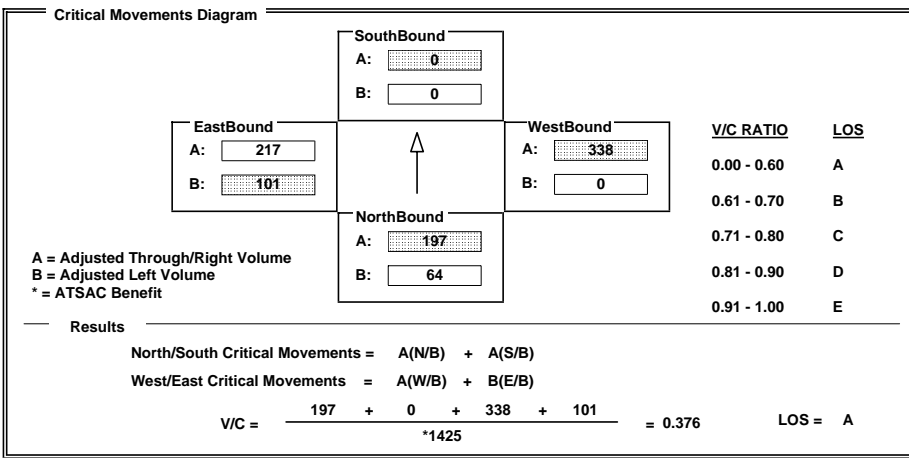 Critical Movements Diagram
SouthBound
A: 0
B: 0
EastBound
A: 217
B: 101
WestBound
A: 338
B: 0
NorthBound
A: 197
B: 64
V/C RATIO LOS
0.00 - 0.60 A
0.61 - 0.70 B
0.71 - 0.80 C
0.81 - 0.90 D
0.91 - 1.00 E
A = Adjusted Through/Right Volume
B = Adjusted Left Volume
* = ATSAC Benefit
Results
North/South Critical Movements = A(N/B) + A(S/B)
West/East Critical Movements = A(W/B) + B(E/B)
197 + 0 + 338 + 101
V/C = = 0.376 LOS = A
*1425